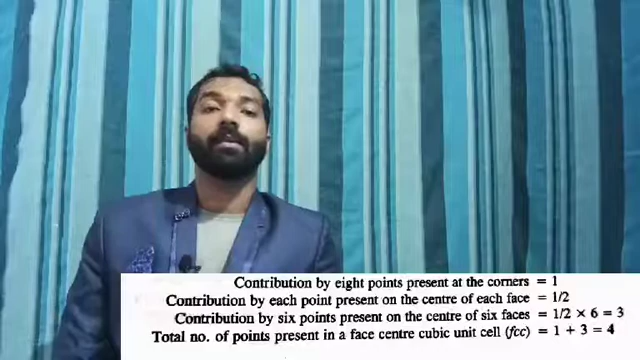 Contribution by eight points present at the corners = 1
Contribution by each point present on the centre of each face = 1/2
Contribution by six points present on the centre of six faces = 1/2 × 6 = 3
Total no. of points present in a face centre cubic unit cell (fcc) = 1 + 3 = 4